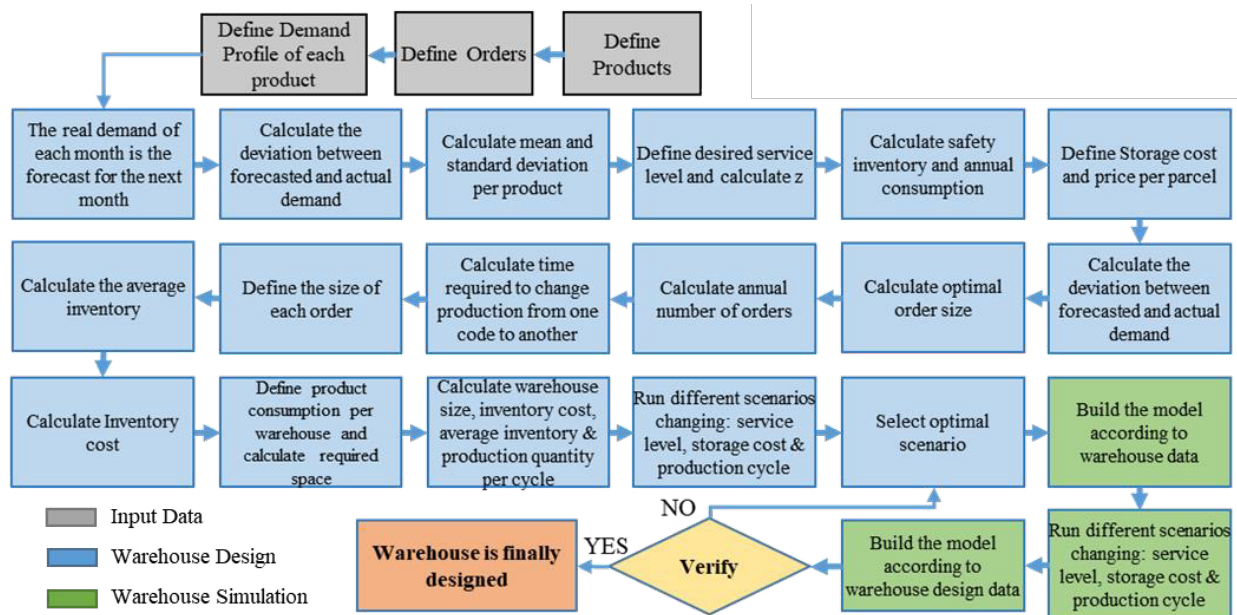 Define Demand
Profile of each
product
Define Orders
Define
Products
The real demand of
each month is the
forecast for the next
month
Calculate the
deviation between
forecasted and actual
demand
Calculate mean and
standard deviation
per product
Define desired service
level and calculate z
Calculate safety
inventory and annual
consumption
Define Storage cost
and price per parcel
Calculate the average
inventory
Define the size of
each order
Calculate time
required to change
production from one
code to another
Calculate annual
number of orders
Calculate optimal
order size
Calculate the
deviation between
forecasted and actual
demand
Calculate Inventory
cost
Define product
consumption per
warehouse and
calculate required
space
Calculate warehouse
size, inventory cost,
average inventory &
production quantity
per cycle
Run different scenarios
changing: service
level, storage cost &
production cycle
Select optimal
scenario
Build the model
according to
warehouse data
Input Data
Warehouse Design
Warehouse Simulation
Warehouse is finally
designed
YES
NO
Verify
Build the model
according to
warehouse design data
Run different scenarios
changing: service
level, storage cost &
production cycle